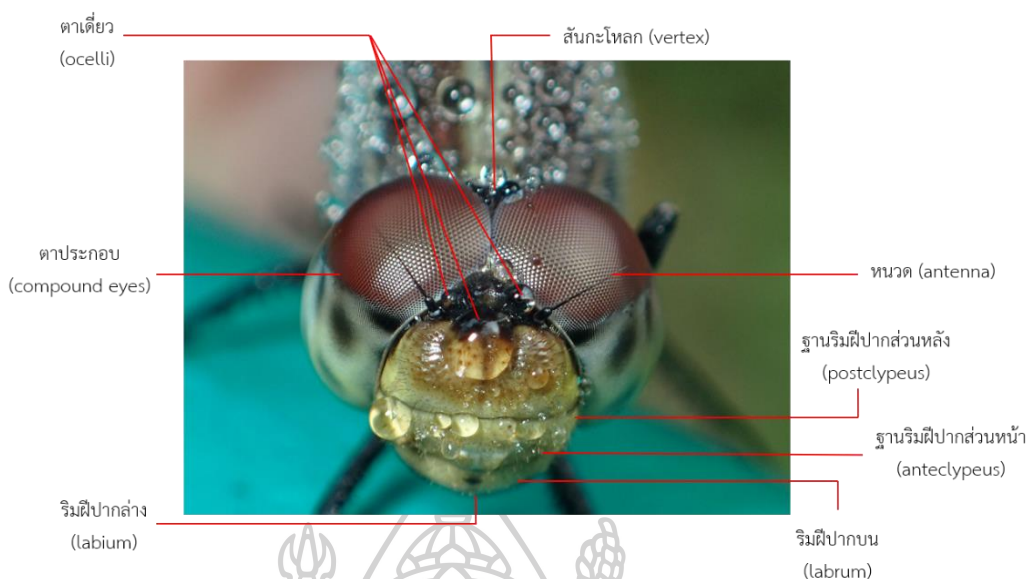 ตาเดี่ยว
(ocelli)
สันกะโหลก (vertex)
ตาประกอบ
(compound eyes)
หนวด (antenna)
ฐานริมฝีปากส่วนหลัง
(postclypeus)
ฐานริมฝีปากส่วนหน้า
(anteclypeus)
ริมฝีปากล่าง
(labium)
ริมฝีปากบน
(labrum)